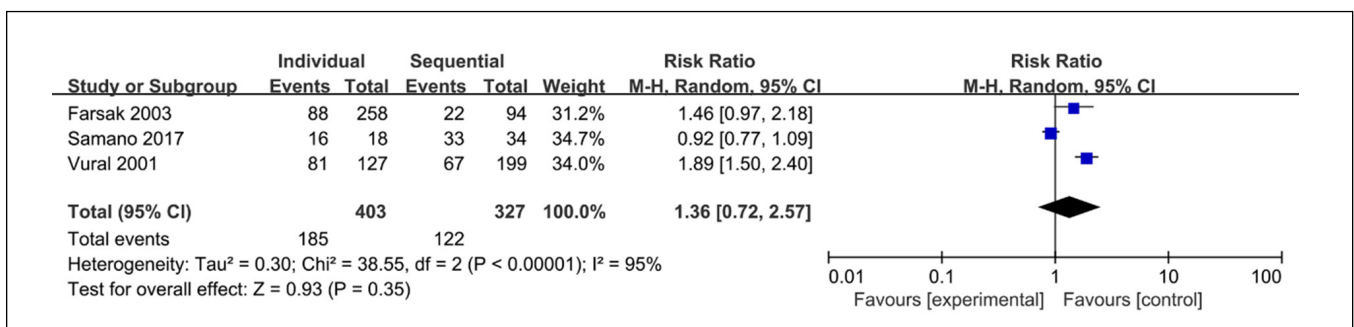 Individual Sequential Risk Ratio Risk Ratio
Study or Subgroup Events Total Events Total Weight M-H, Random, 95% CI M-H, Random, 95% CI
Farsak 2003 88 258 22 94 31.2% 1.46 [0.97, 2.18]
Samano 2017 16 18 33 34 34.7% 0.92 [0.77, 1.09]
Vural 2001 81 127 67 199 34.0% 1.89 [1.50, 2.40]
Total (95% CI) 403 327 100.0% 1.36 [0.72, 2.57]
Total events 185 122
Heterogeneity: Tau² = 0.30; Chi² = 38.55, df = 2 (P < 0.00001); I² = 95%
Test for overall effect: Z = 0.93 (P = 0.35)
0.01 0.1 1 10 100
Favours [experimental] Favours [control]